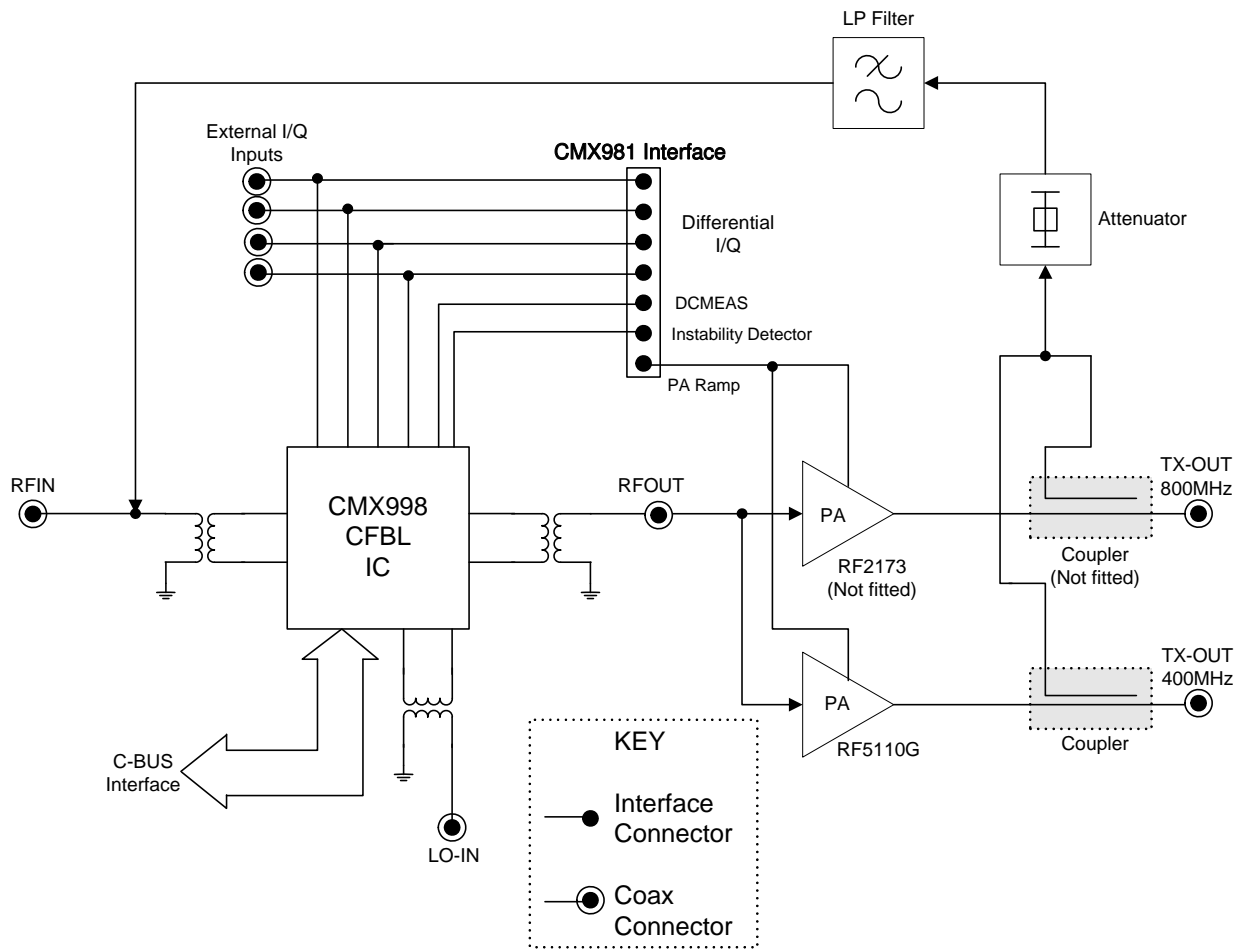 LP Filter
External I/Q
Inputs
CMX981 Interface
Differential
I/Q
Attenuator
DCMEAS
Instability Detector
PA Ramp
RFIN
CMX998
CFBL
IC
RFOUT
PA
RF2173
(Not fitted)
TX-OUT
800MHz
Coupler
(Not fitted)
PA
RF5110G
TX-OUT
400MHz
Coupler
C-BUS
Interface
LO-IN
KEY
Interface
Connector
Coax
Connector